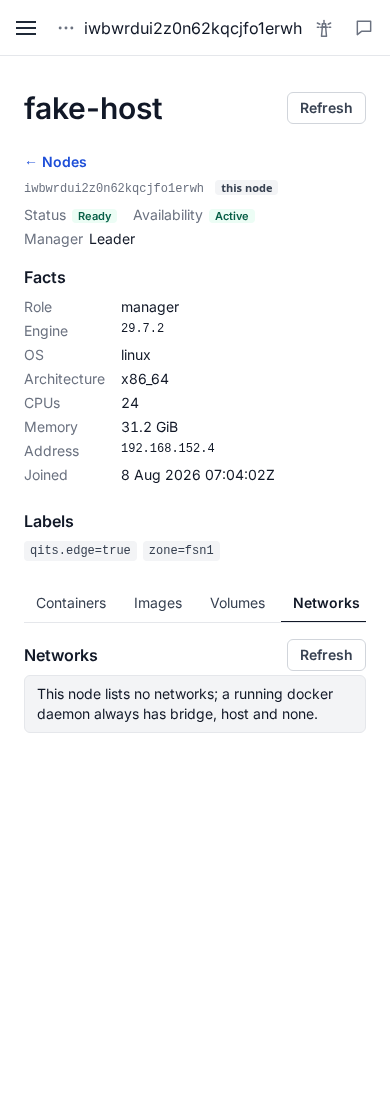 ··· iwbwrdui2z0n62kqcjfo1erwh
fake-host
Refresh
← Nodes
iwbwrdui2z0n62kqcjfo1erwh this node
Status Ready Availability Active
Manager Leader
Facts
Role manager
Engine 29.7.2
OS linux
Architecture x86_64
CPUs 24
Memory 31.2 GiB
Address 192.168.152.4
Joined 8 Aug 2026 07:04:02Z
Labels
qits.edge=true zone=fsn1
Containers Images Volumes Networks
Networks
Refresh
This node lists no networks; a running docker
daemon always has bridge, host and none.